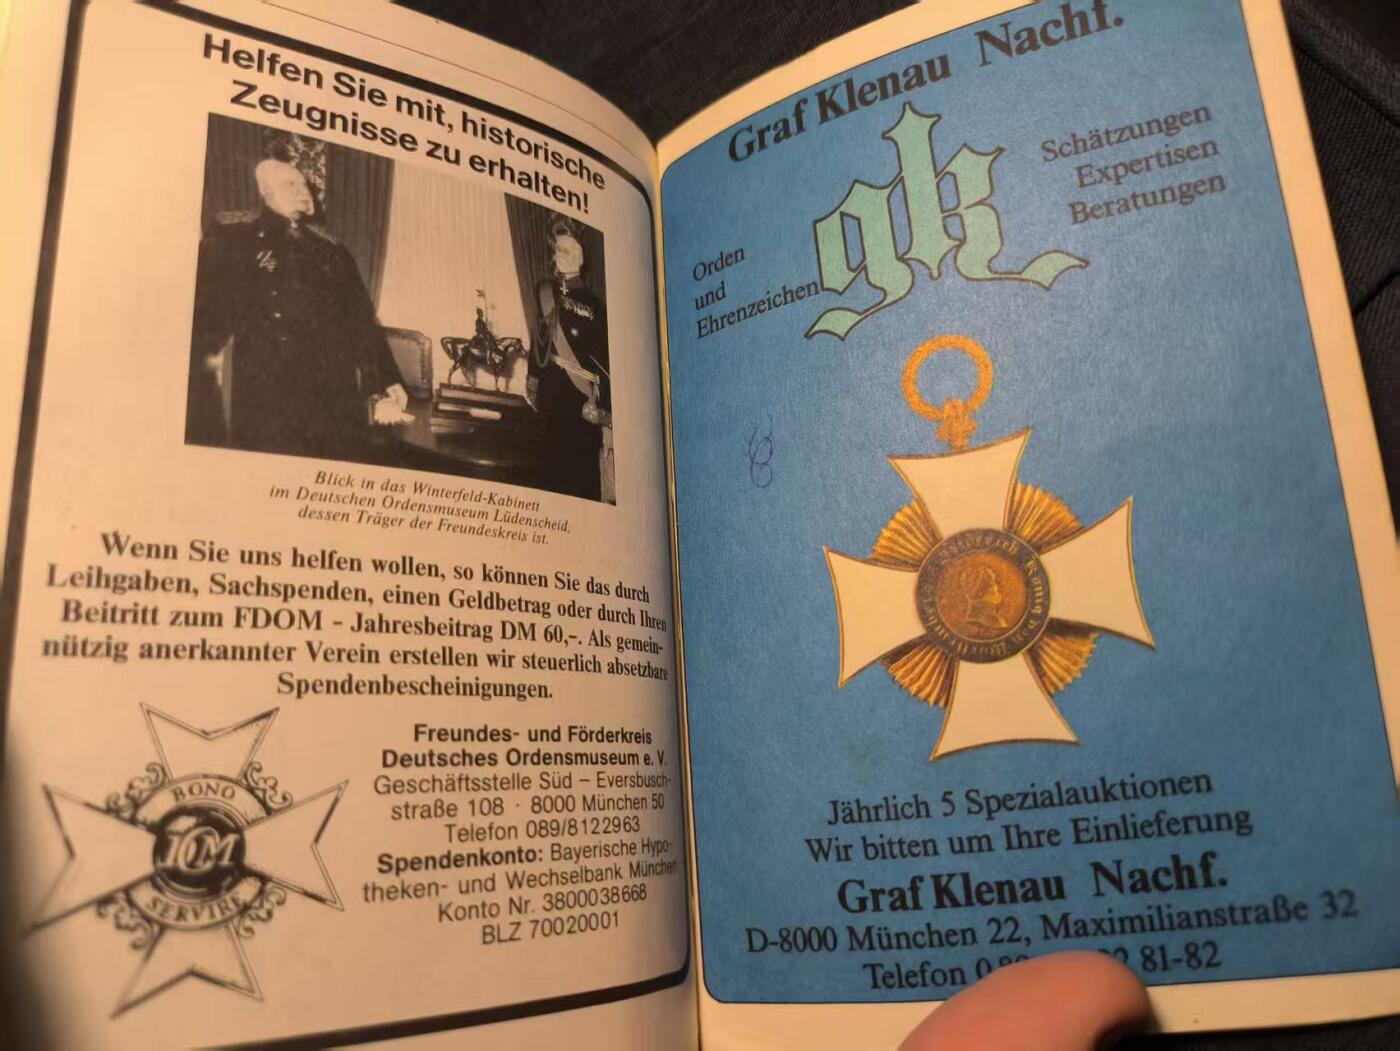 Helfen Sie mit, historische
Zeugnisse zu erhalten!
Blick in das Winterfeld-Kabinett
im Deutschen Ordensmuseum Lüdenscheid,
dessen Träger der Freundeskreis ist.
Wenn Sie uns helfen wollen, so können Sie das durch
Leihgaben, Sachspenden, einen Geldbetrag oder durch Ihren
Beitritt zum FDOM - Jahresbeitrag DM 60,-. Als gemein-
nützig anerkannter Verein erstellen wir steuerlich absetzbare
Spendenbescheinigungen.
BONO
SERVIRE
Freundes- und Förderkreis
Deutsches Ordensmuseum e. V.
Geschäftsstelle Süd – Eversbusch-
straße 108 · 8000 München 50
Telefon 089/8122963
Spendenkonto: Bayerische Hypo-
theken- und Wechselbank München
Konto Nr. 3800038668
BLZ 70020001
Graf Klenau Nachf.
gk
Schätzungen
Expertisen
Beratungen
Orden
und
Ehrenzeichen
Jährlich 5 Spezialauktionen
Wir bitten um Ihre Einlieferung
Graf Klenau Nachf.
D-8000 München 22, Maximilianstraße 32
Telefon 81-82